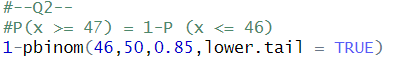 #--Q2--
#P(x >= 47) = 1-P (x <= 46)
1-pbinom(46,50,0.85,lower.tail = TRUE)